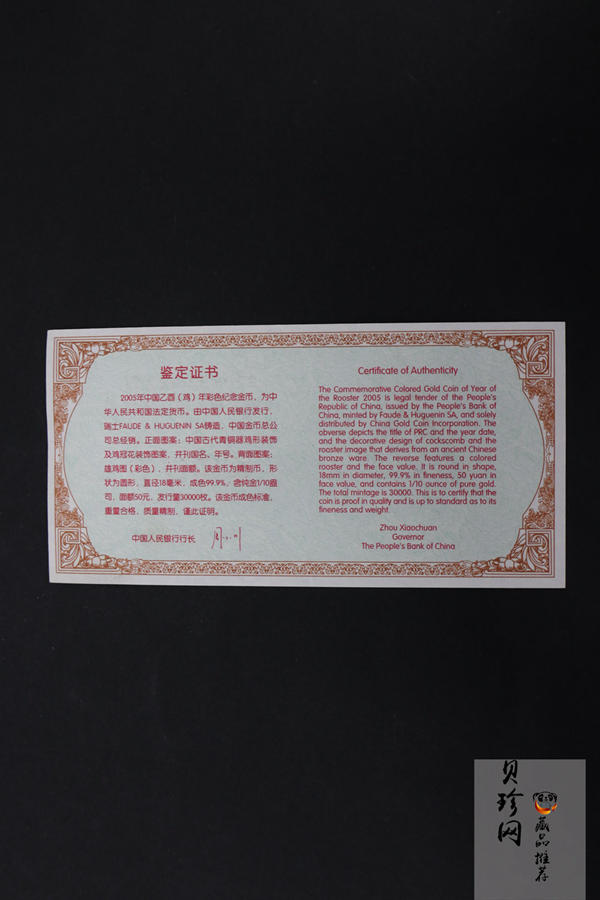 鉴定证书
2005年中国乙酉（鸡）年彩色纪念金币，为中
华人民共和国法定货币。由中国人民银行发行，
瑞士FAUDE & HUGUENIN SA铸造，中国金币总公
司总经销。正面图案：中国古代青铜器鸡形装饰
及鸡冠花装饰图案，并刊国名、年号。背面图案：
雄鸡图（彩色），并刊面额。该金币为精制币，形
状为圆形，直径18毫米，成色99.9%，含纯金1/10盎
司，面额50元，发行量30000枚。该金币成色标准，
重量合格，质量精制，谨此证明。
中国人民银行行长
Certificate of Authenticity
The Commemorative Colored Gold Coin of Year of
the Rooster 2005 is legal tender of the People's
Republic of China, issued by the People's Bank of
China, minted by Faude & Huguenin SA, and solely
distributed by China Gold Coin Incorporation. The
obverse depicts the title of PRC and the year date,
and the decorative design of cockscomb and the
rooster image that derives from an ancient Chinese
bronze ware. The reverse features a colored
rooster and the face value. It is round in shape,
18mm in diameter, 99.9% in fineness, 50 yuan in
face value, and contains 1/10 ounce of pure gold.
The total mintage is 30000. This is to certify that the
coin is proof in quality and is up to standard as to its
fineness and weight.
Zhou Xiaochuan
Governor
The People's Bank of China
贝珍网
藏品推荐